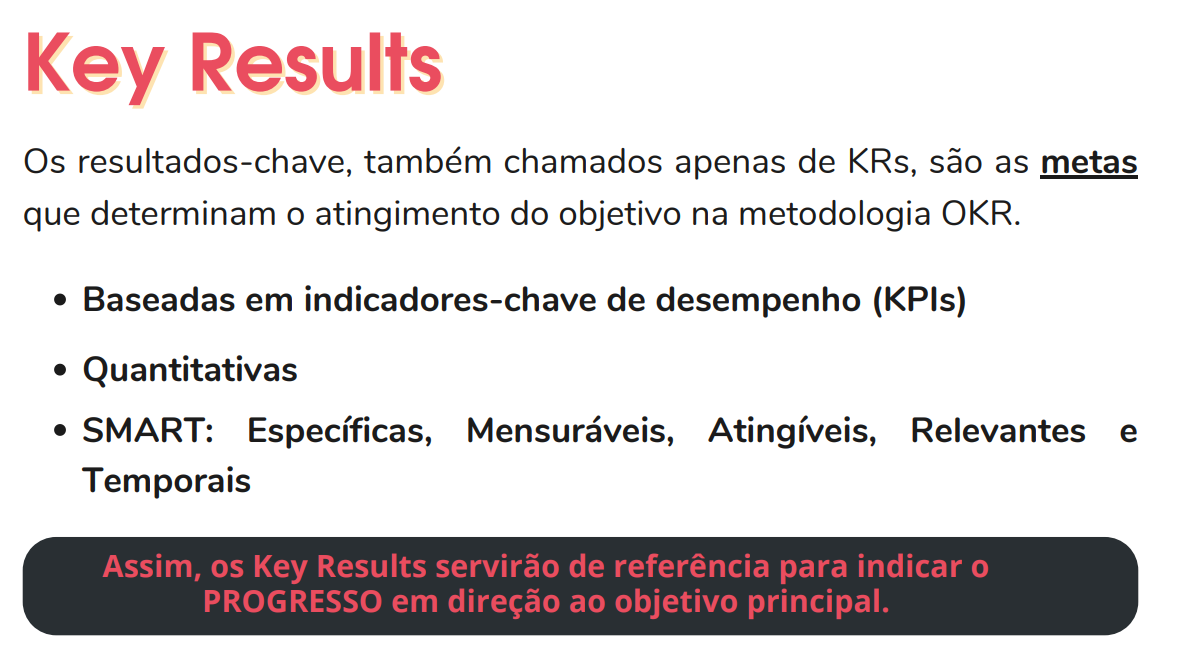 Key Results
Os resultados-chave, também chamados apenas de KRs, são as metas
que determinam o atingimento do objetivo na metodologia OKR.
• Baseadas em indicadores-chave de desempenho (KPIs)
• Quantitativas
• SMART: Específicas, Mensuráveis, Atingíveis, Relevantes e
Temporais
Assim, os Key Results servirão de referência para indicar o
PROGRESSO em direção ao objetivo principal.